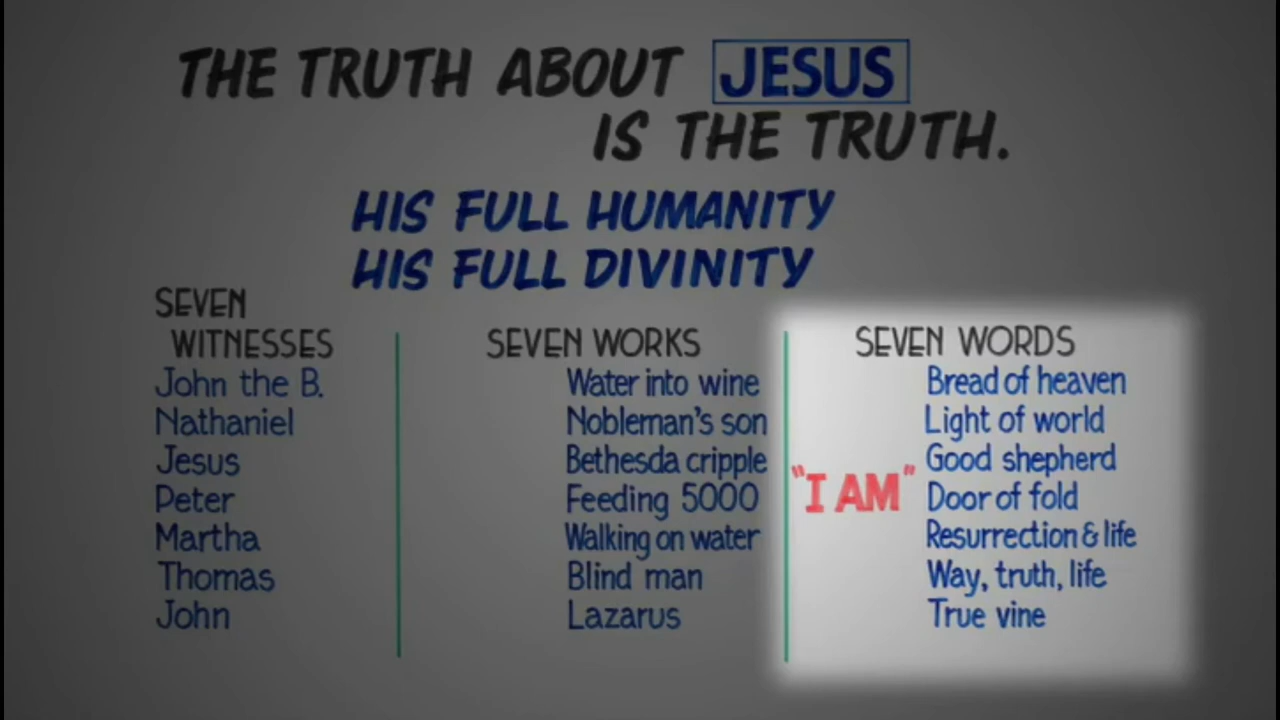 THE TRUTH ABOUT JESUS
IS THE TRUTH.
HIS FULL HUMANITY
HIS FULL DIVINITY
SEVEN
WITNESSES
John the B.
Nathaniel
Jesus
Peter
Martha
Thomas
John
SEVEN WORKS
Water into wine
Nobleman's son
Bethesda cripple
Feeding 5000
Walking on water
Blind man
Lazarus
SEVEN WORDS
"I AM"
Bread of heaven
Light of world
Good shepherd
Door of fold
Resurrection & life
Way, truth, life
True vine